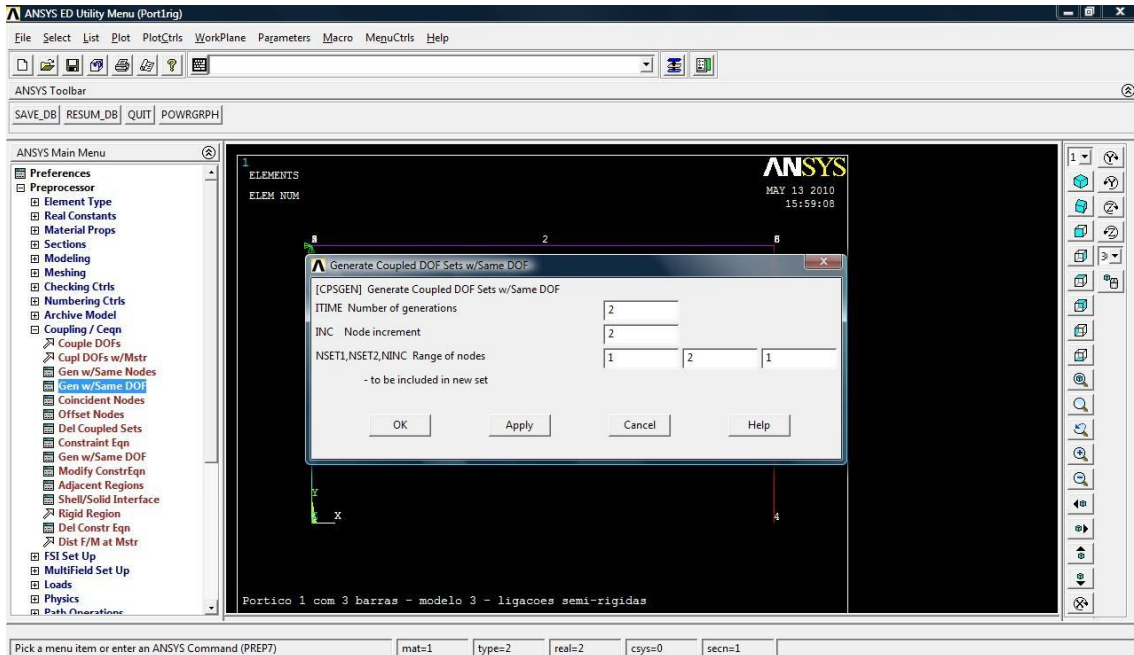 ANSYS ED Utility Menu (Port1rig)
File Select List Plot PlotCtrls WorkPlane Parameters Macro MenuCtrls Help
ANSYS Toolbar
SAVE_DB RESUM_DB QUIT POWRGRPH
ANSYS Main Menu
Preferences
Preprocessor
Element Type
Real Constants
Material Props
Sections
Modeling
Meshing
Checking Ctrls
Numbering Ctrls
Archive Model
Coupling / Ceqn
Couple DOFs
Cupl DOFs w/Mstr
Gen w/Same Nodes
Gen w/Same DOF
Coincident Nodes
Offset Nodes
Del Coupled Sets
Constraint Eqn
Gen w/Same DOF
Modify ConstrEqn
Adjacent Regions
Shell/Solid Interface
Rigid Region
Del Constr Eqn
Dist F/M at Mstr
FSI Set Up
MultiField Set Up
Loads
Physics
Path Operations
1
ELEMENTS
ELEM NUM
ANSYS
MAY 13 2010
15:59:08
2
Generate Coupled DOF Sets w/Same DOF
[CPSGEN] Generate Coupled DOF Sets w/Same DOF
ITIME Number of generations 2
INC Node increment 2
NSET1,NSET2,NINC Range of nodes 1 2 1
- to be included in new set
OK Apply Cancel Help
Y
X
4
Portico 1 com 3 barras - modelo 3 - ligacoes semi-rigidas
1
Pick a menu item or enter an ANSYS Command (PREP7) mat=1 type=2 real=2 csys=0 secn=1